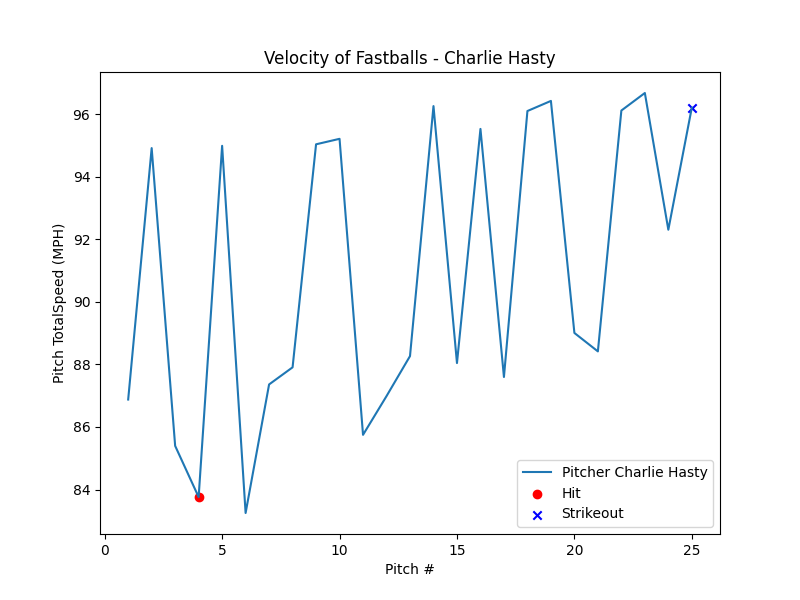 Velocity of Fastballs - Charlie Hasty
Pitch TotalSpeed (MPH)
96
94
92
90
88
86
84
0 5 10 15 20 25
Pitch #
Pitcher Charlie Hasty
Hit
Strikeout